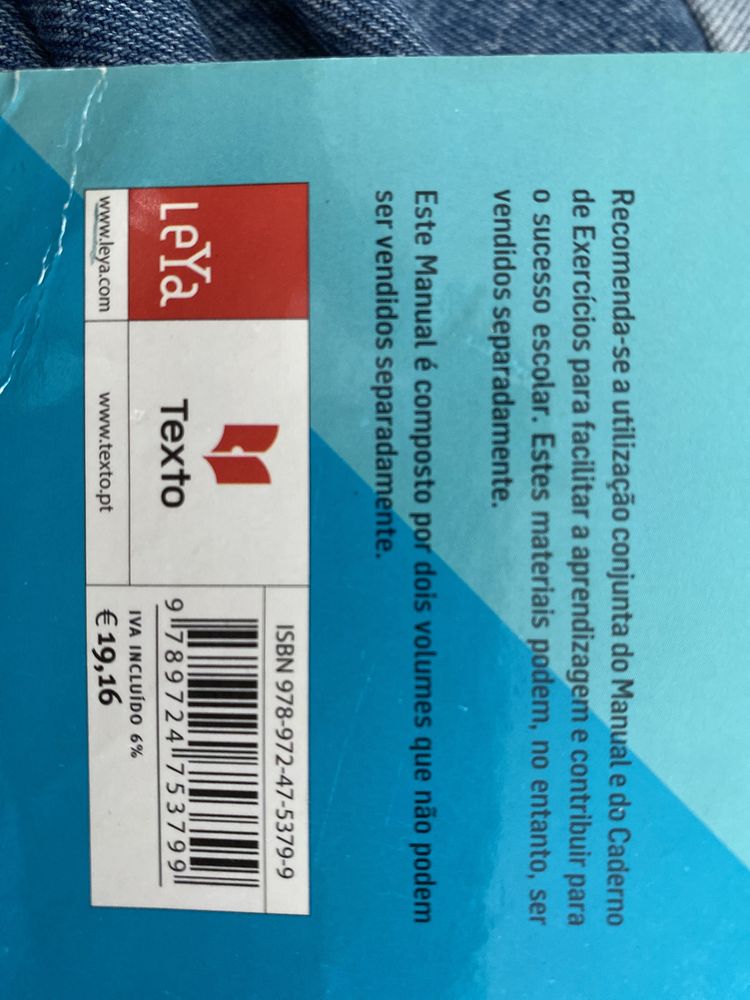 Recomenda-se a utilização conjunta do Manual e do Caderno
de Exercícios para facilitar a aprendizagem e contribuir para
o sucesso escolar. Estes materiais podem, no entanto, ser
vendidos separadamente.
Este Manual é composto por dois volumes que não podem
ser vendidos separadamente.
LeYa
www.leya.com
Texto
www.texto.pt
ISBN 978-972-47-5379-9
9 789724 753799
IVA INCLUÍDO 6%
€ 19,16